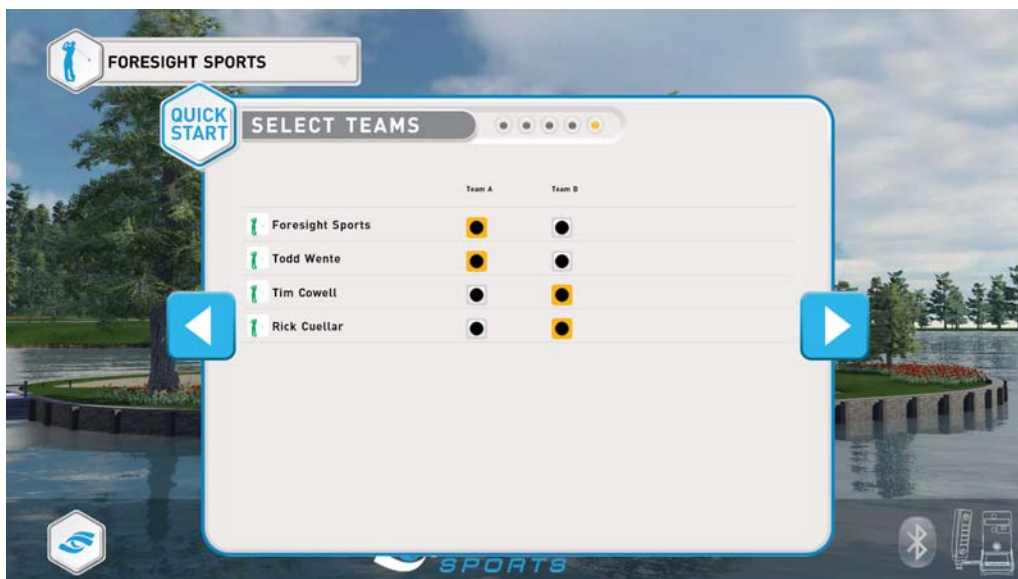 FORESIGHT SPORTS
QUICK
START
SELECT TEAMS
Team A Team B
Foresight Sports
Todd Wente
Tim Cowell
Rick Cuellar
SPORTS